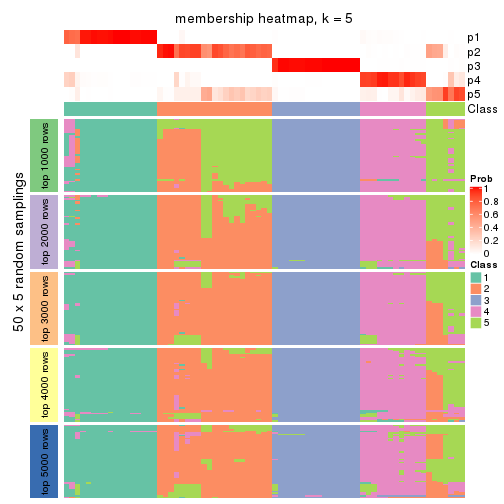 membership heatmap, k = 5
p1
p2
p3
p4
p5
Class
50 x 5 random samplings
top 1000 rows
top 2000 rows
top 3000 rows
top 4000 rows
top 5000 rows
Prob
1
0.8
0.6
0.4
0.2
0
Class
1
2
3
4
5